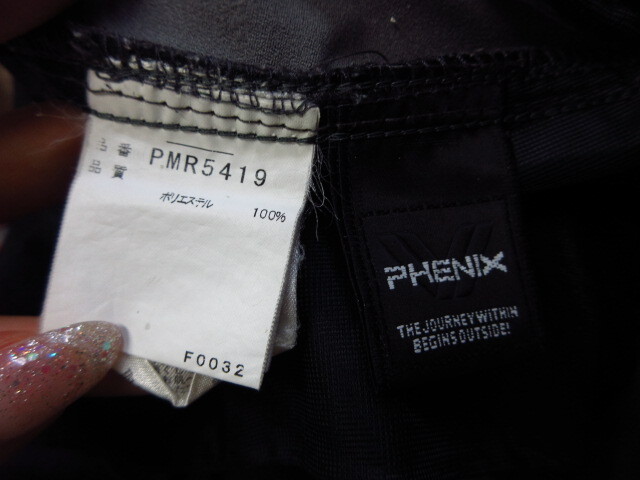 品番 PMR5419
品質
ポリエステル 100%
F0032
PHENIX
THE JOURNEY WITHIN
BEGINS OUTSIDE!